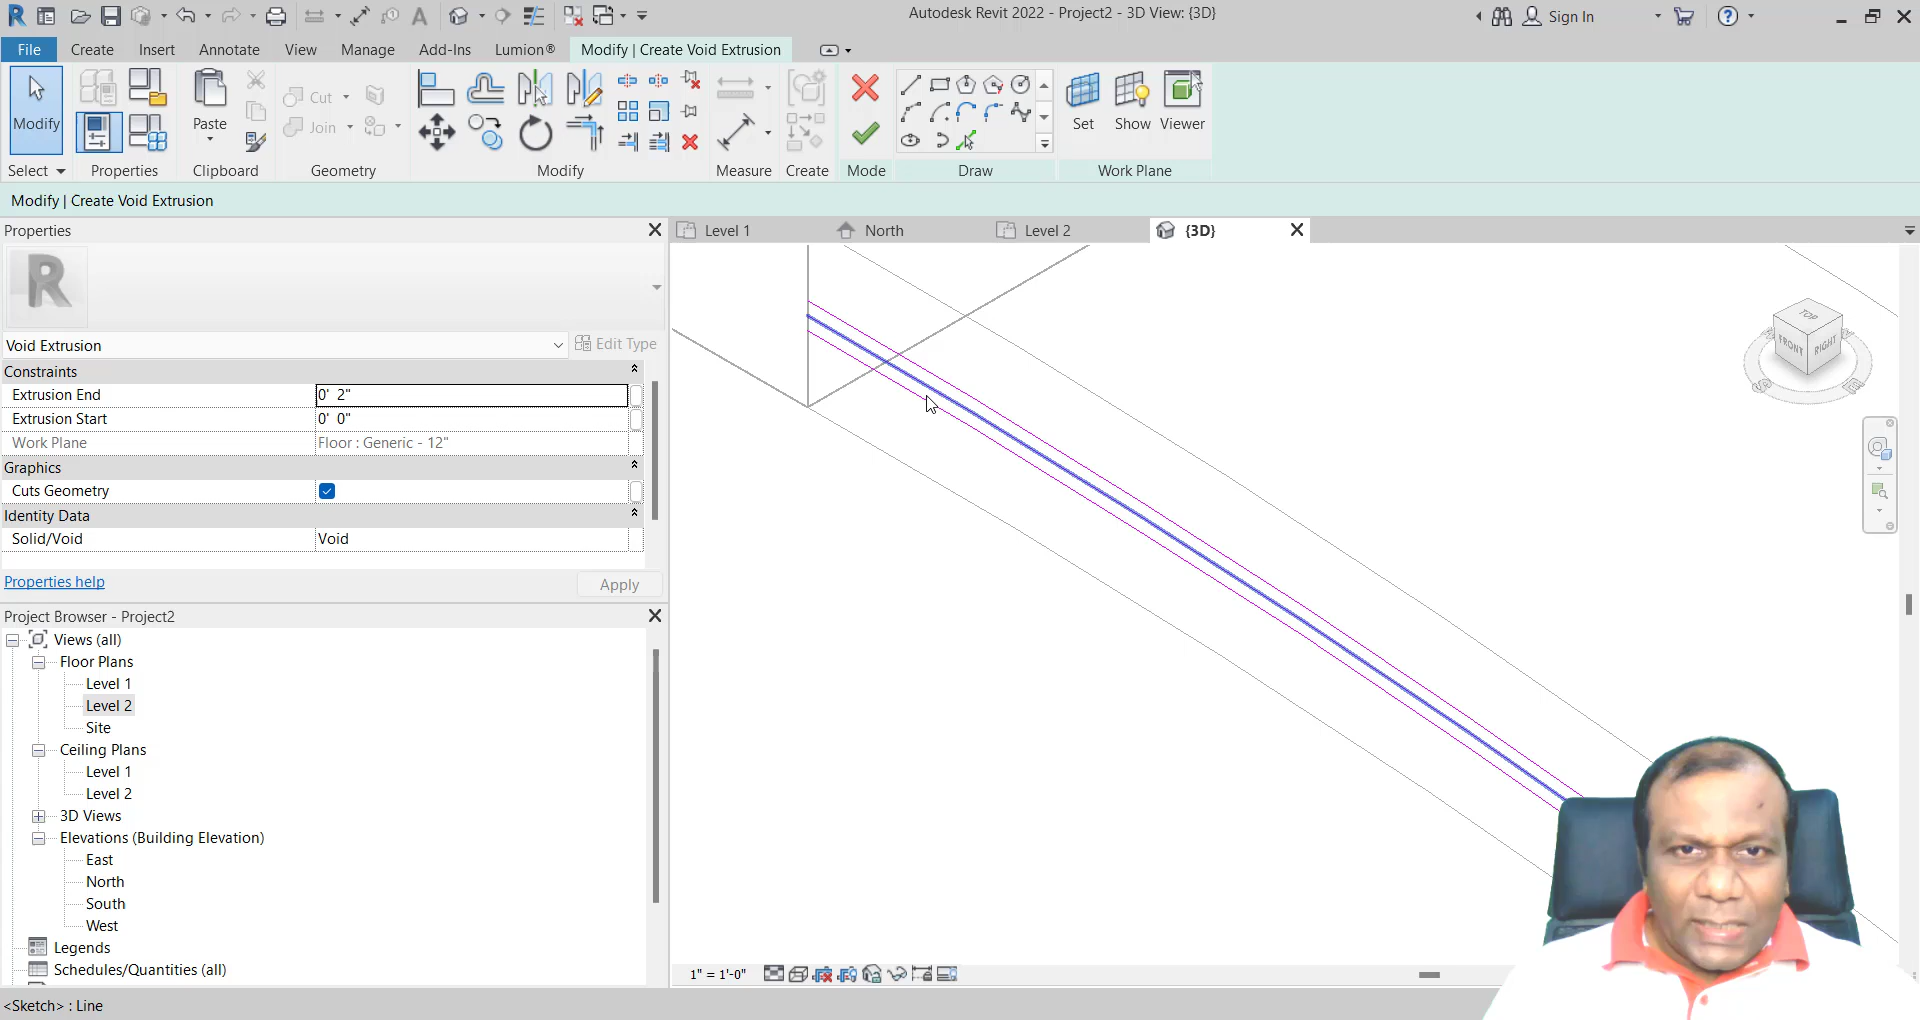 Autodesk Revit 2022 - Project2 - 3D View: {3D}
Sign In
File
Create
Insert
Annotate
View
Manage
Add-Ins
Lumion®
Modify | Create Void Extrusion
Modify
Paste
Cut
Join
Set
Show
Viewer
Select
Properties
Clipboard
Geometry
Modify
Measure
Create
Mode
Draw
Work Plane
Modify | Create Void Extrusion
Properties
Level 1
North
Level 2
{3D}
R
Void Extrusion
Edit Type
Constraints
Extrusion End 0' 2"
Extrusion Start 0' 0"
Work Plane Floor : Generic - 12"
Graphics
Cuts Geometry
Identity Data
Solid/Void Void
Properties help
Apply
TOP
FRONT
RIGHT
S
E
Project Browser - Project2
Views (all)
Floor Plans
Level 1
Level 2
Site
Ceiling Plans
Level 1
Level 2
3D Views
Elevations (Building Elevation)
East
North
South
West
Legends
Schedules/Quantities (all)
1" = 1'-0"
<Sketch> : Line